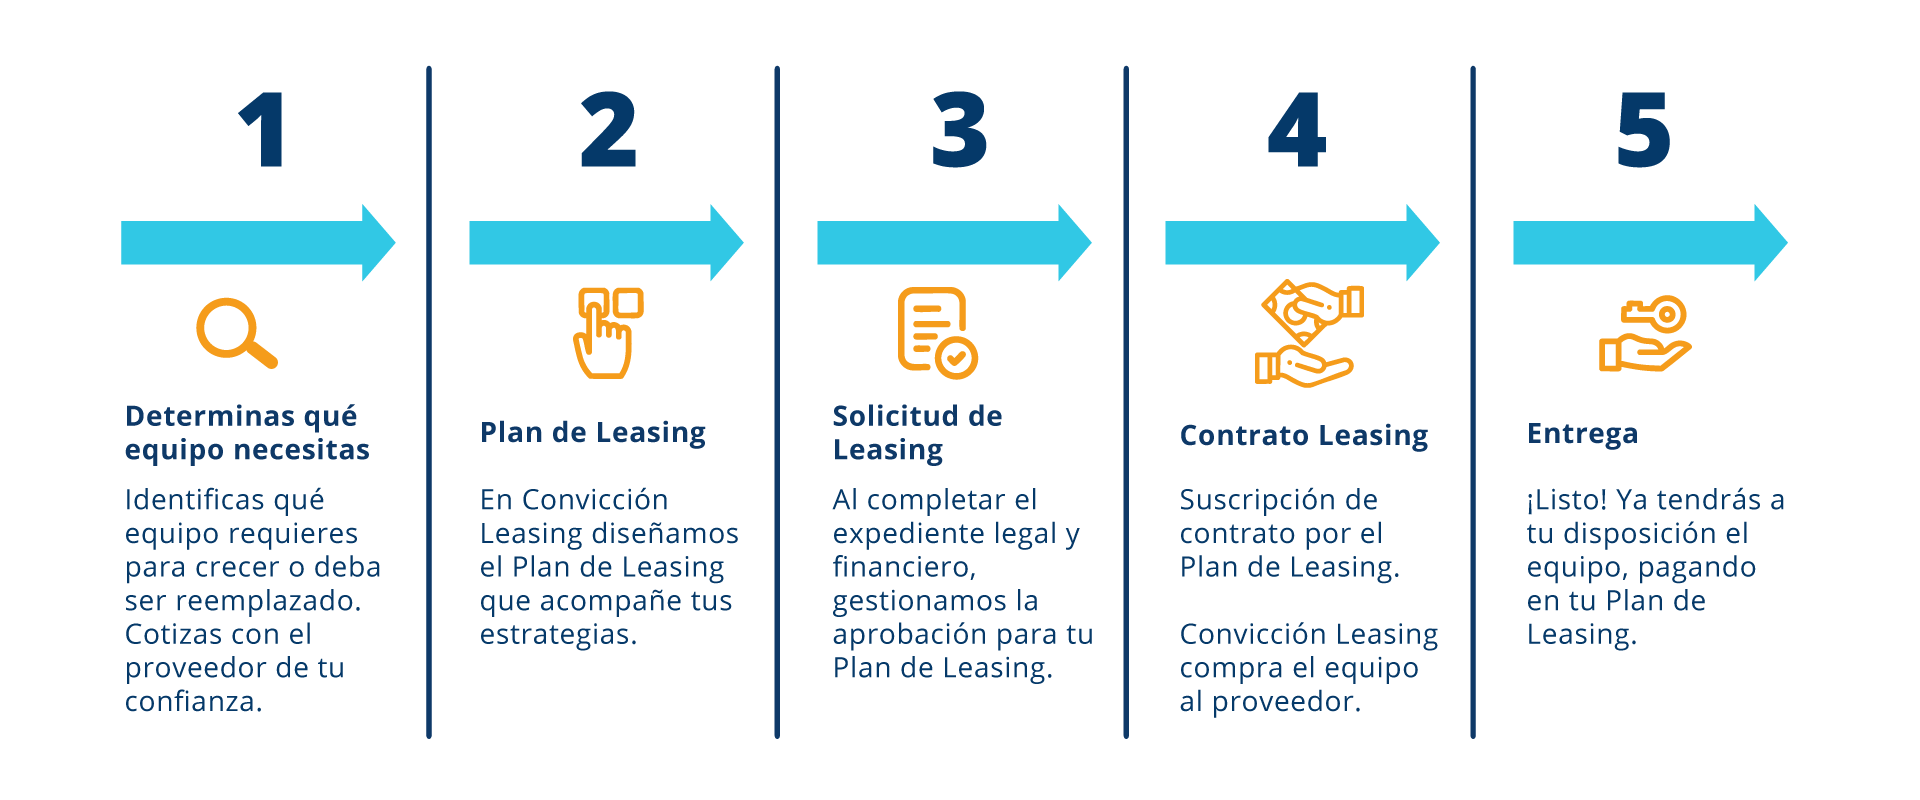 1
Determinas qué
equipo necesitas
Identificas qué
equipo requieres
para crecer o deba
ser reemplazado.
Cotizas con el
proveedor de tu
confianza.
2
Plan de Leasing
En Convicción
Leasing diseñamos
el Plan de Leasing
que acompañe tus
estrategias.
3
Solicitud de
Leasing
Al completar el
expediente legal y
financiero,
gestionamos la
aprobación para tu
Plan de Leasing.
4
Contrato Leasing
Suscripción de
contrato por el
Plan de Leasing.
Convicción Leasing
compra el equipo
al proveedor.
5
Entrega
¡Listo! Ya tendrás a
tu disposición el
equipo, pagando
en tu Plan de
Leasing.